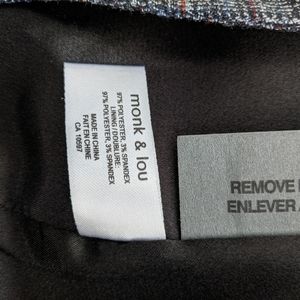 monk & lou
97% POLYESTER, 3% SPANDEX
LINING / DOUBLURE:
97% POLYESTER, 3% SPANDEX
MADE IN CHINA
FAIT EN CHINE
CA 10597
REMOVE
ENLEVER